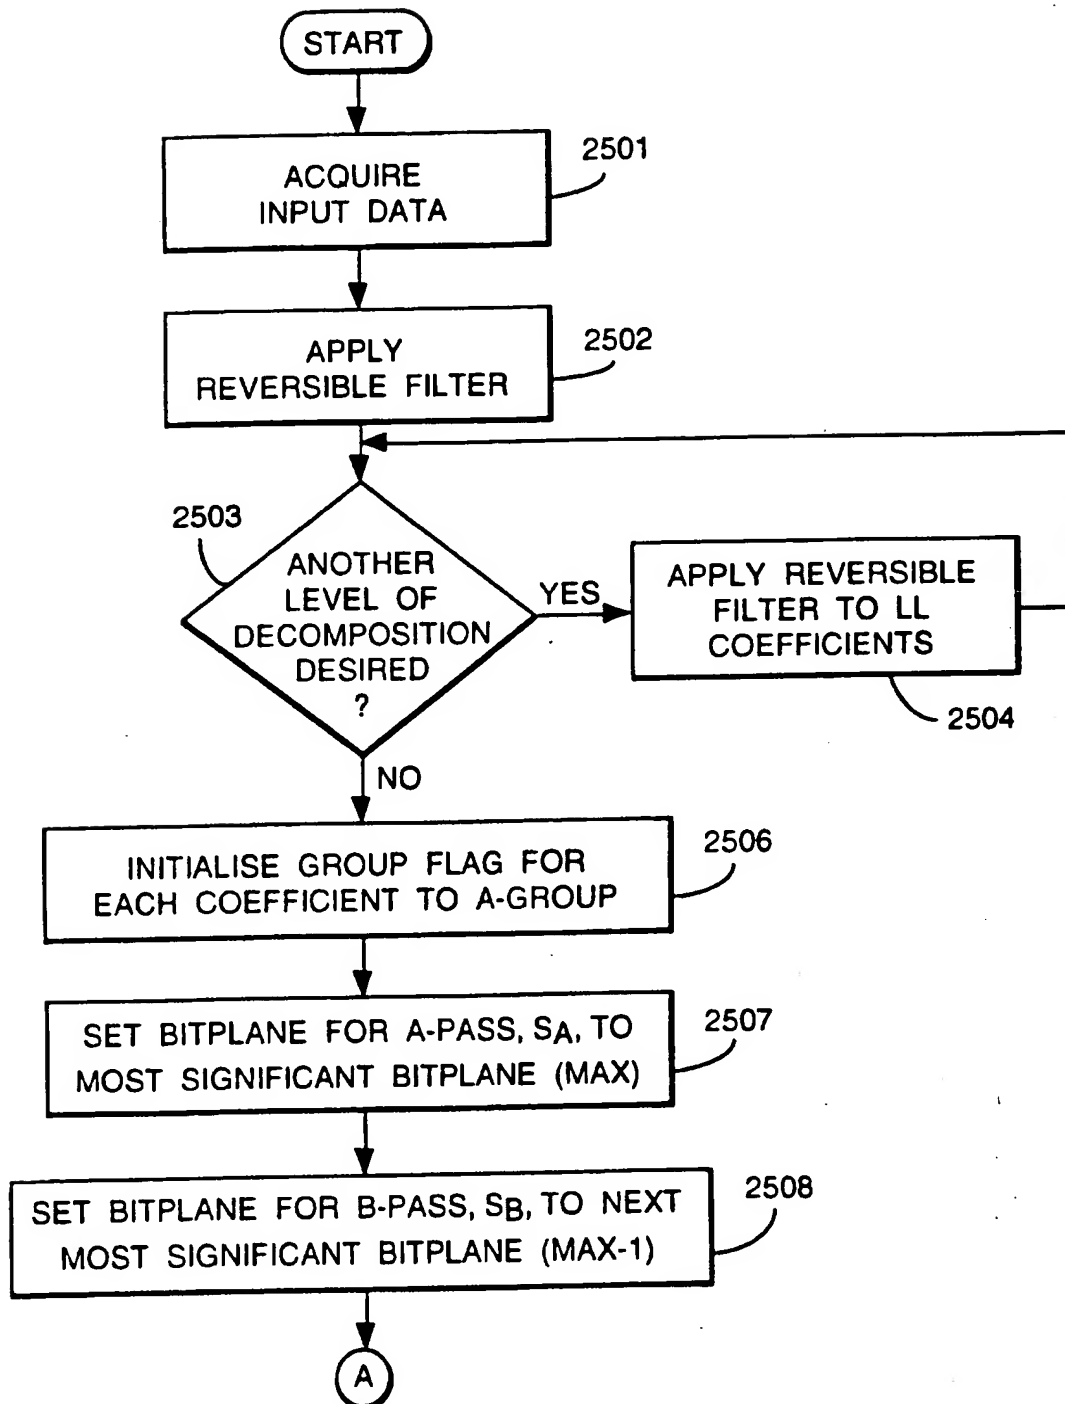 START
ACQUIRE
INPUT DATA
2501
APPLY
REVERSIBLE FILTER
2502
2503
ANOTHER
LEVEL OF
DECOMPOSITION
DESIRED
?
YES
APPLY REVERSIBLE
FILTER TO LL
COEFFICIENTS
2504
NO
INITIALISE GROUP FLAG FOR
EACH COEFFICIENT TO A-GROUP
2506
SET BITPLANE FOR A-PASS, SA, TO
MOST SIGNIFICANT BITPLANE (MAX)
2507
SET BITPLANE FOR B-PASS, SB, TO NEXT
MOST SIGNIFICANT BITPLANE (MAX-1)
2508
A